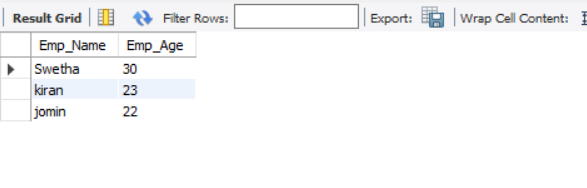 Result Grid Filter Rows: Export: Wrap Cell Content:
Emp_Name Emp_Age
Swetha 30
kiran 23
jomin 22